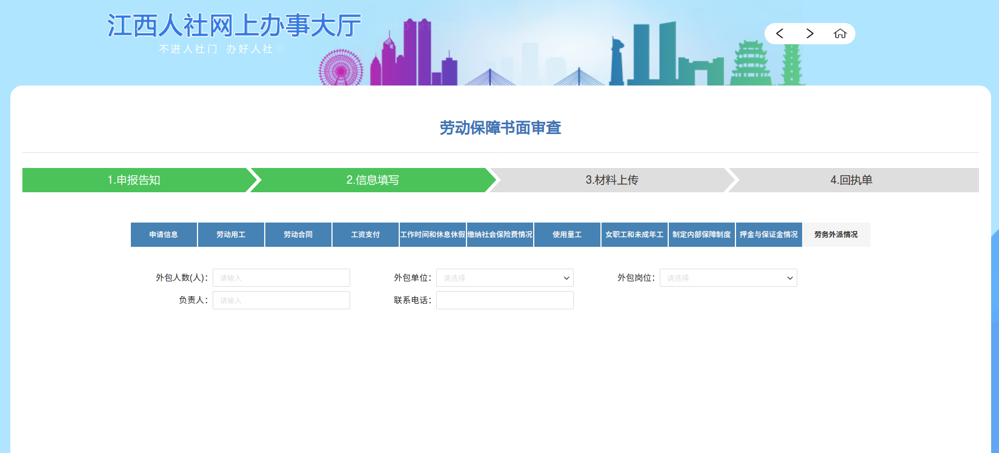 江西人社网上办事大厅
不进人社门 办好人社
劳动保障书面审查
1.申报告知
2.信息填写
3.材料上传
4.回执单
申请信息
劳动用工
劳动合同
工资支付
工作时间和休息休假
缴纳社会保险费情况
使用童工
女职工和未成年工
制定内部保障制度
押金与保证金情况
劳务外派情况
外包人数(人)： 请输入
外包单位： 请选择
外包岗位： 请选择
负责人： 请输入
联系电话：